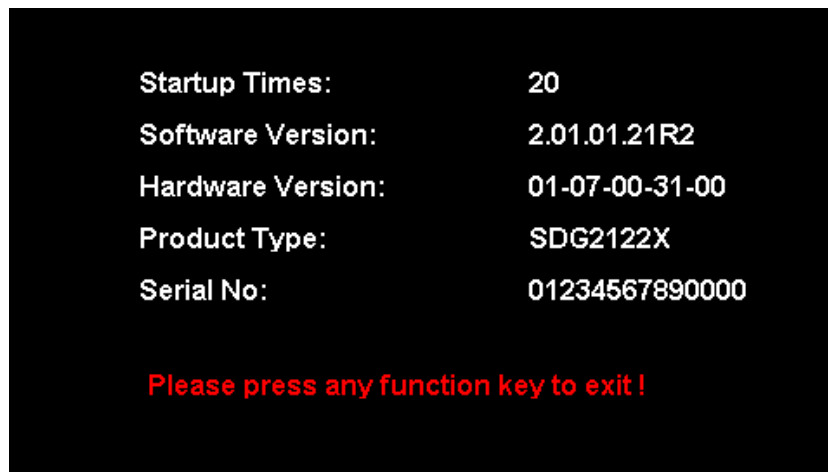 Startup Times: 20
Software Version: 2.01.01.21R2
Hardware Version: 01-07-00-31-00
Product Type: SDG2122X
Serial No: 01234567890000
Please press any function key to exit !